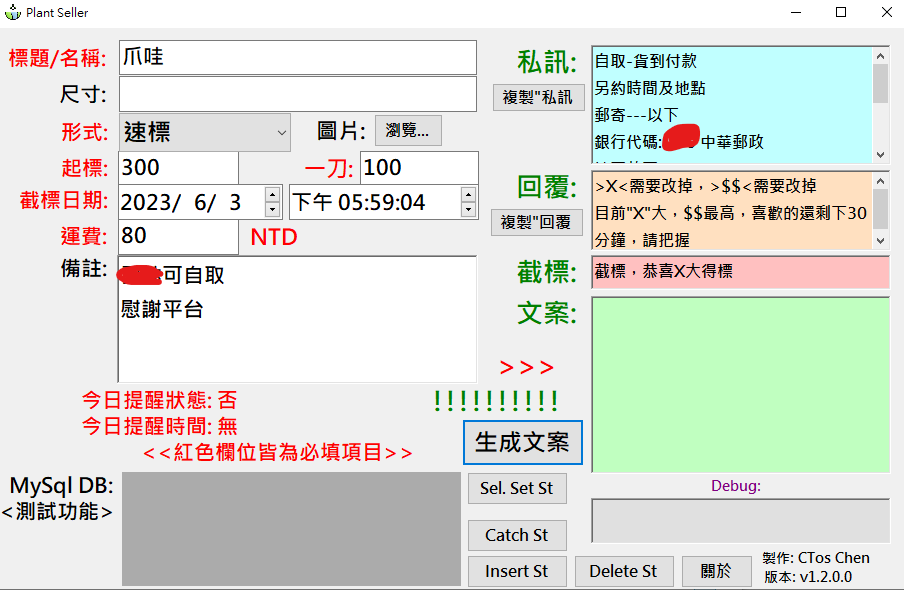 Plant Seller
標題/名稱: 爪哇
尺寸:
形式: 速標
圖片: 瀏覽...
起標: 300
一刀: 100
截標日期: 2023/ 6/ 3 下午 05:59:04
運費: 80 NTD
備註:
可自取
慰謝平台
今日提醒狀態: 否
今日提醒時間: 無
<<紅色欄位皆為必填項目>>
私訊:
複製"私訊
自取-貨到付款
另約時間及地點
郵寄---以下
銀行代碼: 中華郵政
回覆:
複製"回覆
>X<需要改掉，>$$<需要改掉
目前"X"大，$$最高，喜歡的還剩下30
分鐘，請把握
截標:
截標，恭喜X大得標
文案:
>>>
!!!!!!!!!!
生成文案
MySql DB:
<測試功能>
Sel. Set St
Catch St
Insert St
Delete St
關於
Debug:
製作: CTos Chen
版本: v1.2.0.0